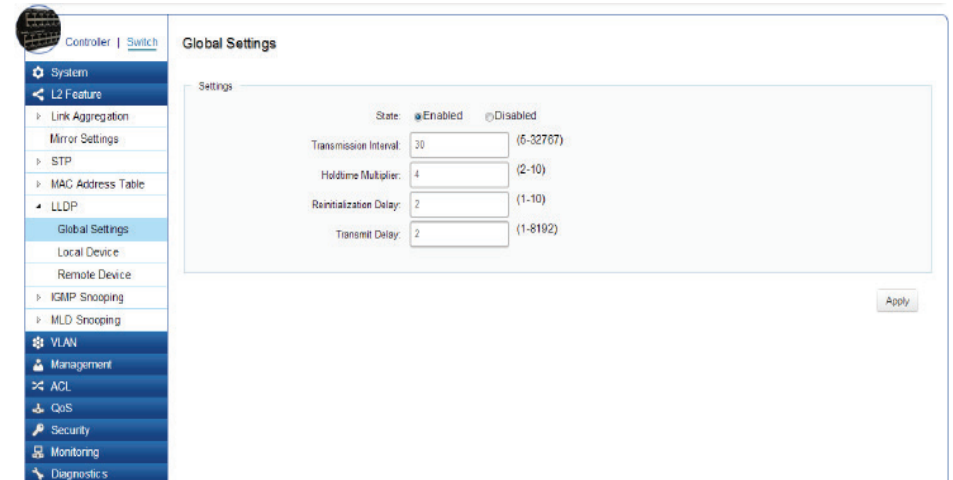 Controller | Switch
System
L2 Feature
Link Aggregation
Mirror Settings
STP
MAC Address Table
LLDP
Global Settings
Local Device
Remote Device
IGMP Snooping
MLD Snooping
VLAN
Management
ACL
QoS
Security
Monitoring
Diagnostics
Global Settings
Settings
State: Enabled Disabled
Transmission Interval: 30 (5-32767)
Holdtime Multiplier: 4 (2-10)
Reinitialization Delay: 2 (1-10)
Transmit Delay: 2 (1-8192)
Apply